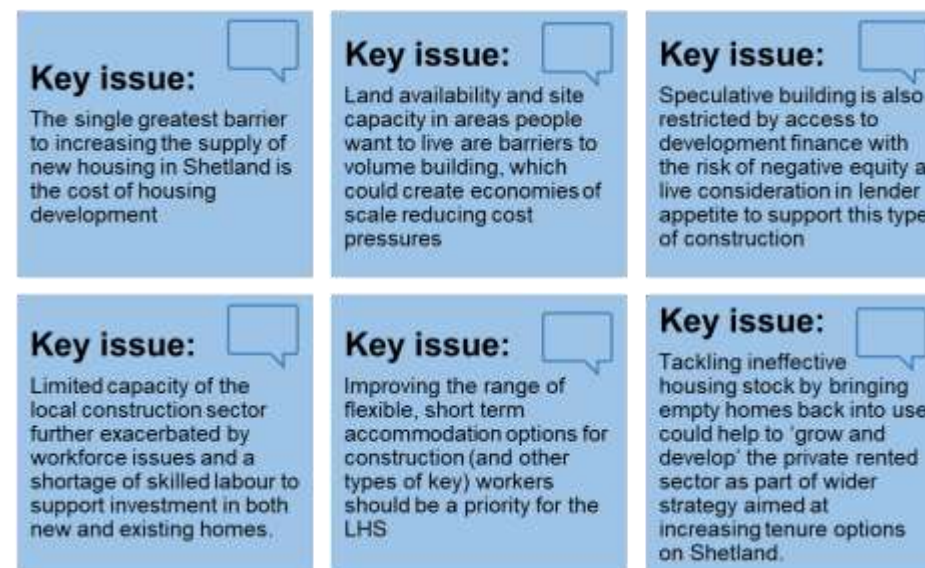 Key issue:
The single greatest barrier
to increasing the supply of
new housing in Shetland is
the cost of housing
development
Key issue:
Land availability and site
capacity in areas people
want to live are barriers to
volume building, which
could create economies of
scale reducing cost
pressures
Key issue:
Speculative building is also
restricted by access to
development finance with
the risk of negative equity a
live consideration in lender
appetite to support this type
of construction
Key issue:
Limited capacity of the
local construction sector
further exacerbated by
workforce issues and a
shortage of skilled labour to
support investment in both
new and existing homes.
Key issue:
Improving the range of
flexible, short term
accommodation options for
construction (and other
types of key) workers
should be a priority for the
LHS
Key issue:
Tackling ineffective
housing stock by bringing
empty homes back into use
could help to ‘grow and
develop’ the private rented
sector as part of wider
strategy aimed at
increasing tenure options
on Shetland.